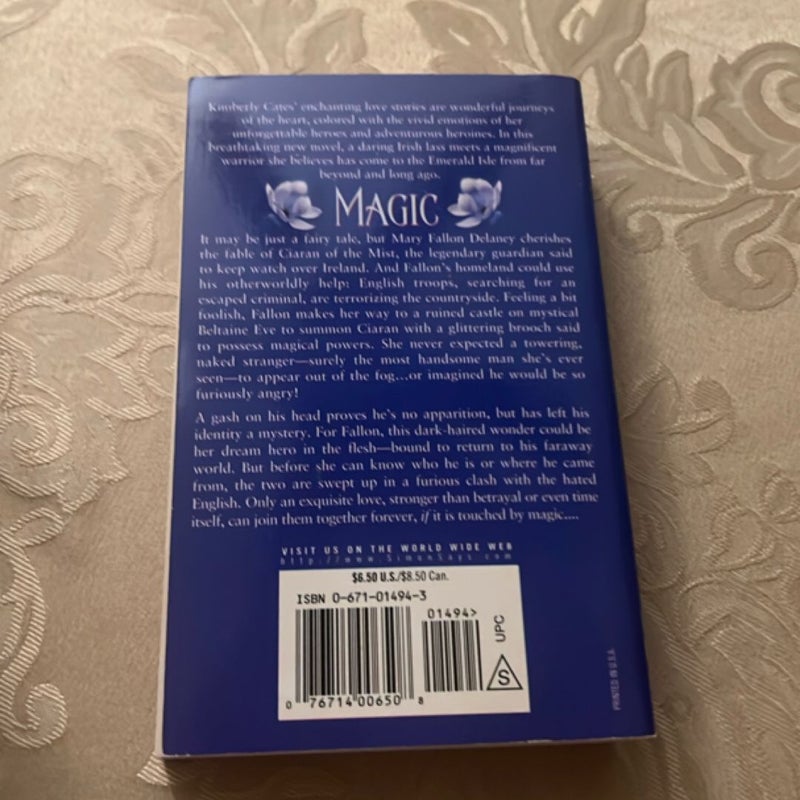 Kimberly Cates' enchanting love stories are wonderful journeys
of the heart, colored with the vivid emotions of her
unforgettable heroes and adventurous heroines. In this
breathtaking new novel, a daring Irish lass meets a magnificent
warrior she believes has come to the Emerald Isle from far
beyond and long ago.
MAGIC
It may be just a fairy tale, but Mary Fallon Delaney cherishes
the fable of Ciaran of the Mist, the legendary guardian said
to keep watch over Ireland. And Fallon's homeland could use
his otherworldly help: English troops, searching for an
escaped criminal, are terrorizing the countryside. Feeling a bit
foolish, Fallon makes her way to a ruined castle on mystical
Beltaine Eve to summon Ciaran with a glittering brooch said
to possess magical powers. She never expected a towering,
naked stranger—surely the most handsome man she's ever
seen—to appear out of the fog...or imagined he would be so
furiously angry!
A gash on his head proves he's no apparition, but has left his
identity a mystery. For Fallon, this dark-haired wonder could be
her dream hero in the flesh—bound to return to his faraway
world. But before she can know who he is or where he came
from, the two are swept up in a furious clash with the hated
English. Only an exquisite love, stronger than betrayal or even time
itself, can join them together forever, if it is touched by magic....
VISIT US ON THE WORLD WIDE WEB
http://www.SimonSays.com
$6.50 U.S./$8.50 Can.
ISBN 0-671-01494-3
01494>
UPC
S
0 76714 00650 8
PRINTED IN U.S.A.